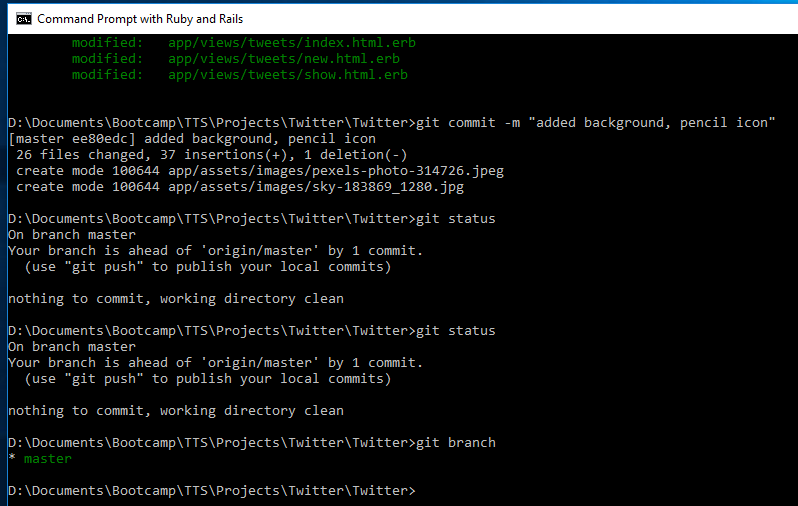 Command Prompt with Ruby and Rails
modified:   app/views/tweets/index.html.erb
modified:   app/views/tweets/new.html.erb
modified:   app/views/tweets/show.html.erb
D:\Documents\Bootcamp\TTS\Projects\Twitter\Twitter>git commit -m "added background, pencil icon"
[master ee80edc] added background, pencil icon
26 files changed, 37 insertions(+), 1 deletion(-)
create mode 100644 app/assets/images/pexels-photo-314726.jpeg
create mode 100644 app/assets/images/sky-183869_1280.jpg
D:\Documents\Bootcamp\TTS\Projects\Twitter\Twitter>git status
On branch master
Your branch is ahead of 'origin/master' by 1 commit.
(use "git push" to publish your local commits)
nothing to commit, working directory clean
D:\Documents\Bootcamp\TTS\Projects\Twitter\Twitter>git status
On branch master
Your branch is ahead of 'origin/master' by 1 commit.
(use "git push" to publish your local commits)
nothing to commit, working directory clean
D:\Documents\Bootcamp\TTS\Projects\Twitter\Twitter>git branch
* master
D:\Documents\Bootcamp\TTS\Projects\Twitter\Twitter>